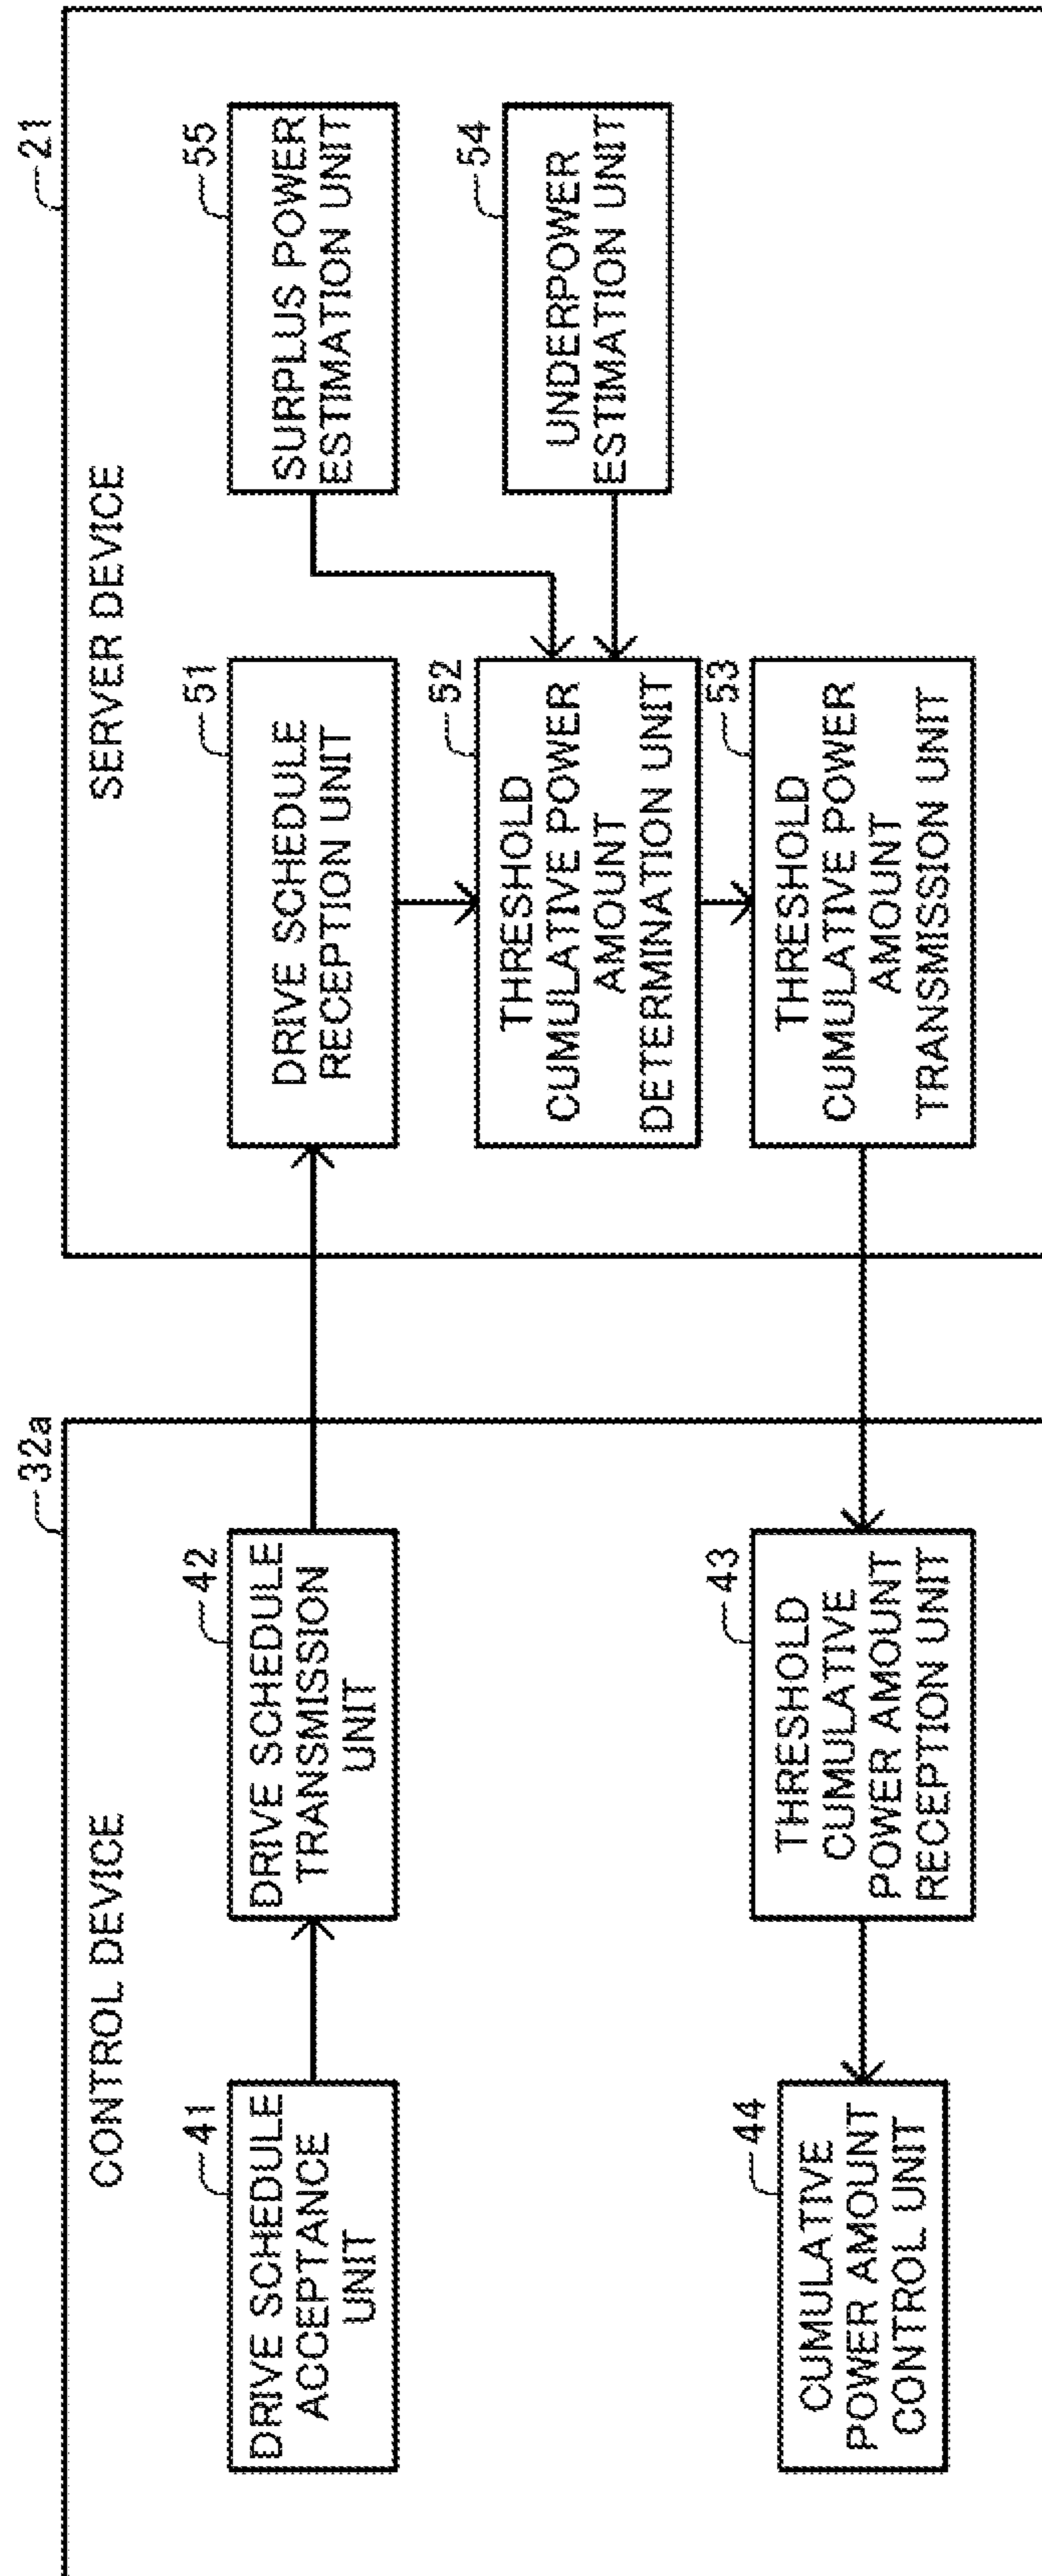 32a
CONTROL DEVICE
41
DRIVE SCHEDULE
ACCEPTANCE
UNIT
42
DRIVE SCHEDULE
TRANSMISSION
UNIT
43
THRESHOLD
CUMULATIVE
POWER AMOUNT
RECEPTION UNIT
44
CUMULATIVE
POWER AMOUNT
CONTROL UNIT
21
SERVER DEVICE
51
DRIVE SCHEDULE
RECEPTION UNIT
55
SURPLUS POWER
ESTIMATION UNIT
52
THRESHOLD
CUMULATIVE POWER
AMOUNT
DETERMINATION UNIT
54
UNDERPOWER
ESTIMATION UNIT
53
THRESHOLD
CUMULATIVE POWER
AMOUNT
TRANSMISSION UNIT